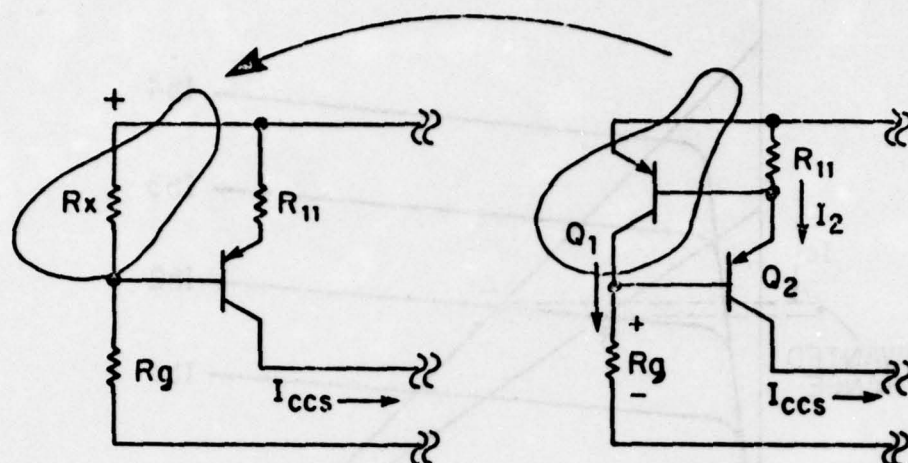 +
Rx
R11
Rg
Iccs
R11
I2
Q1
Q2
+
Rg
-
Iccs